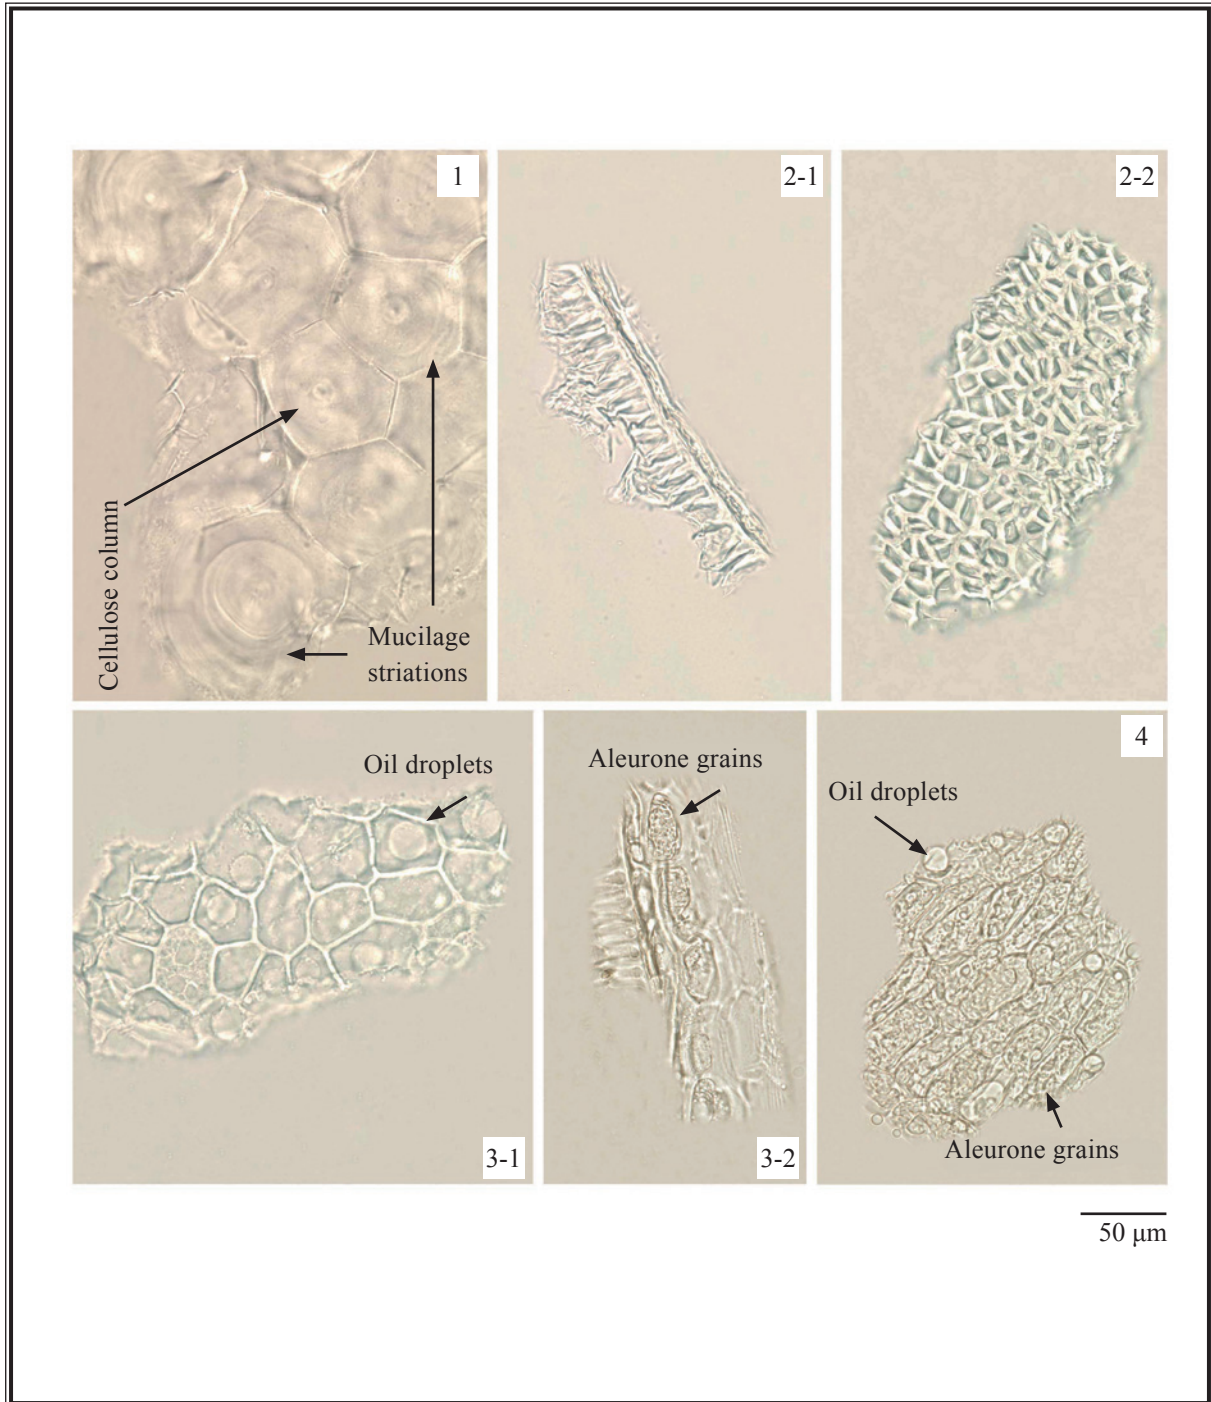 1
2-1
2-2
Cellulose column
Mucilage
striations
Oil droplets
3-1
Aleurone grains
3-2
4
Oil droplets
Aleurone grains
50 μm